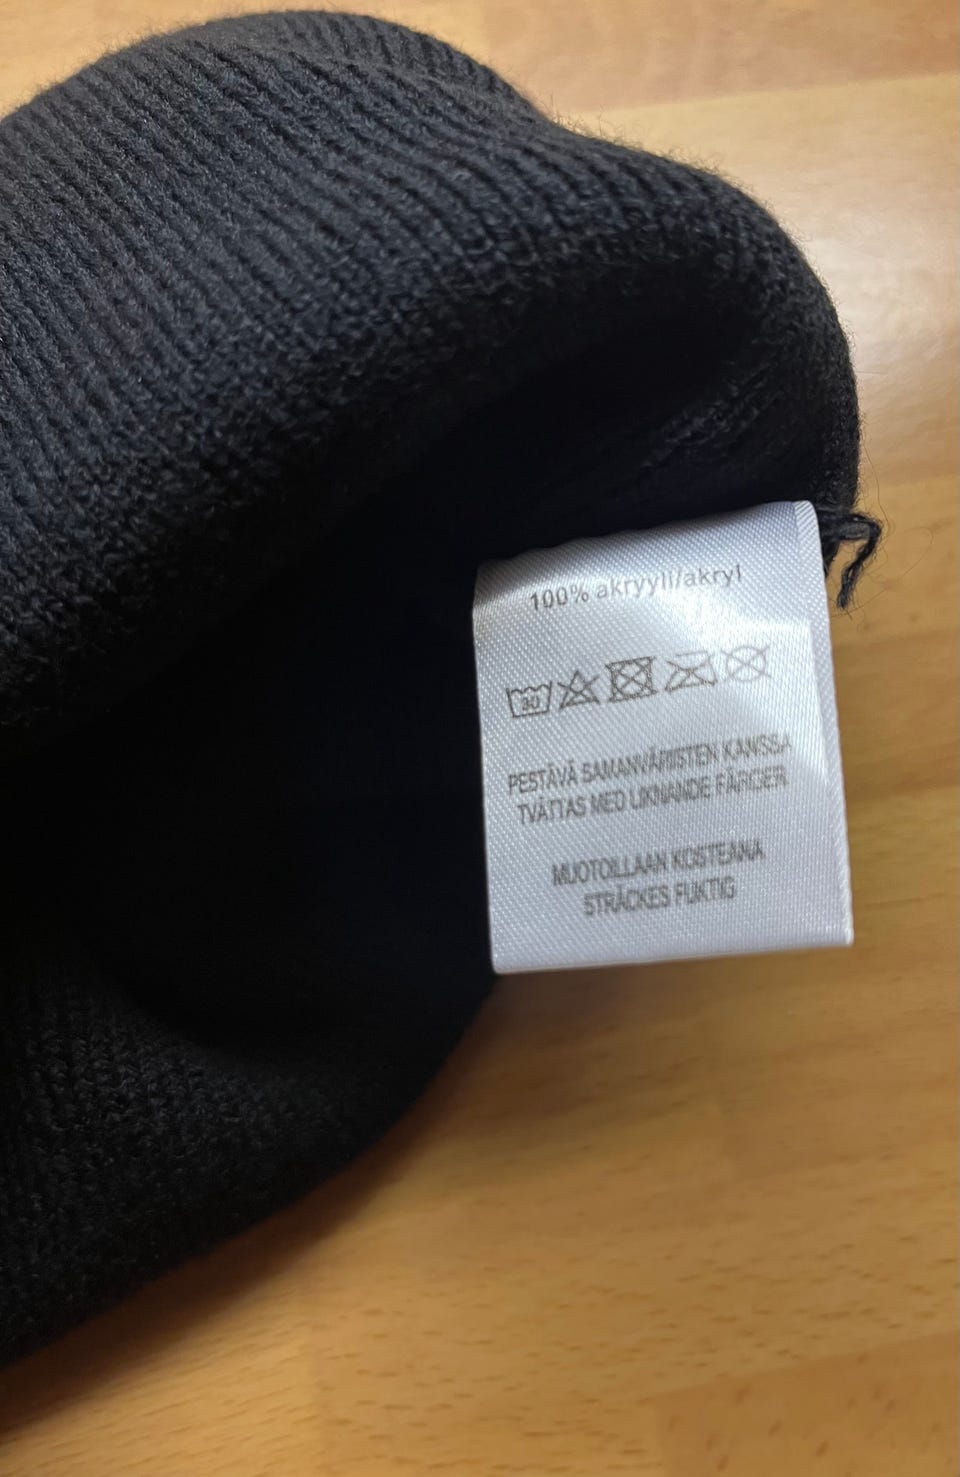 100% akryyli/akryl
30
PESTÄVÄ SAMANVÄRISTEN KANSSA
TVÄTTAS MED LIKNANDE FÄRGER
MUOTOILLAAN KOSTEANA
STRÄCKES FUKTIG